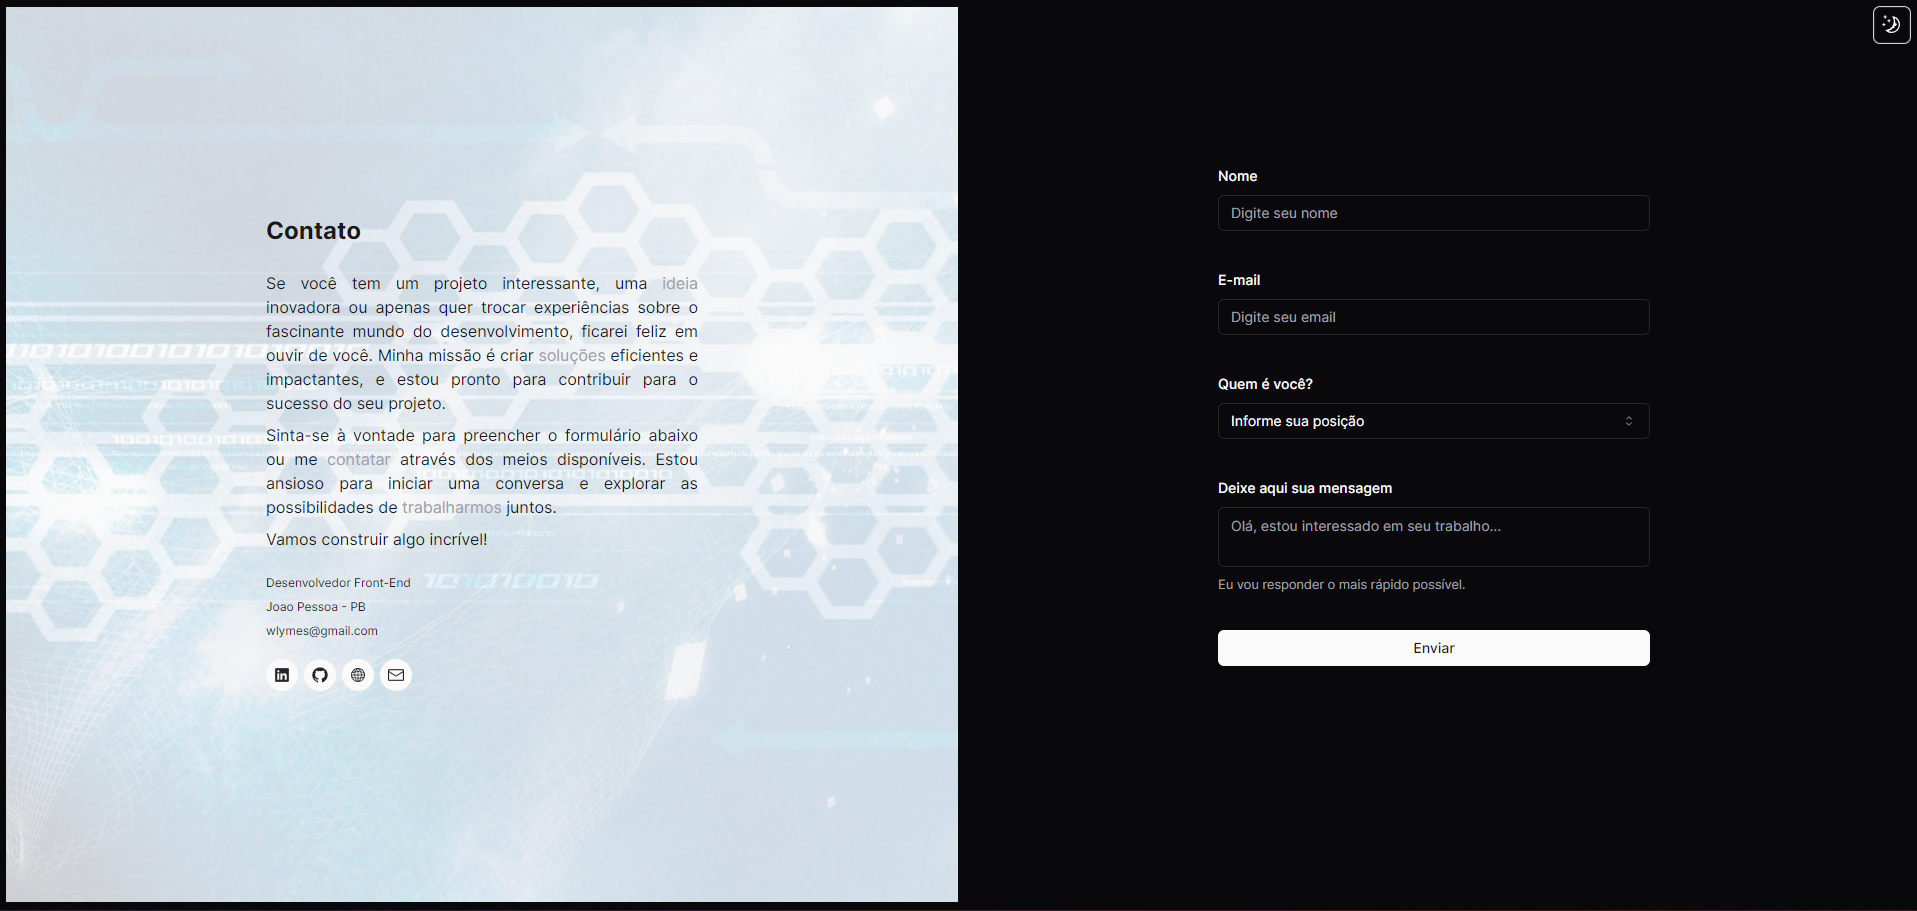 Contato
Se você tem um projeto interessante, uma ideia
inovadora ou apenas quer trocar experiências sobre o
fascinante mundo do desenvolvimento, ficarei feliz em
ouvir de você. Minha missão é criar soluções eficientes e
impactantes, e estou pronto para contribuir para o
sucesso do seu projeto.
Sinta-se à vontade para preencher o formulário abaixo
ou me contatar através dos meios disponíveis. Estou
ansioso para iniciar uma conversa e explorar as
possibilidades de trabalharmos juntos.
Vamos construir algo incrível!
Desenvolvedor Front-End
Joao Pessoa - PB
wlymes@gmail.com
Nome
Digite seu nome
E-mail
Digite seu email
Quem é você?
Informe sua posição
Deixe aqui sua mensagem
Olá, estou interessado em seu trabalho...
Eu vou responder o mais rápido possível.
Enviar